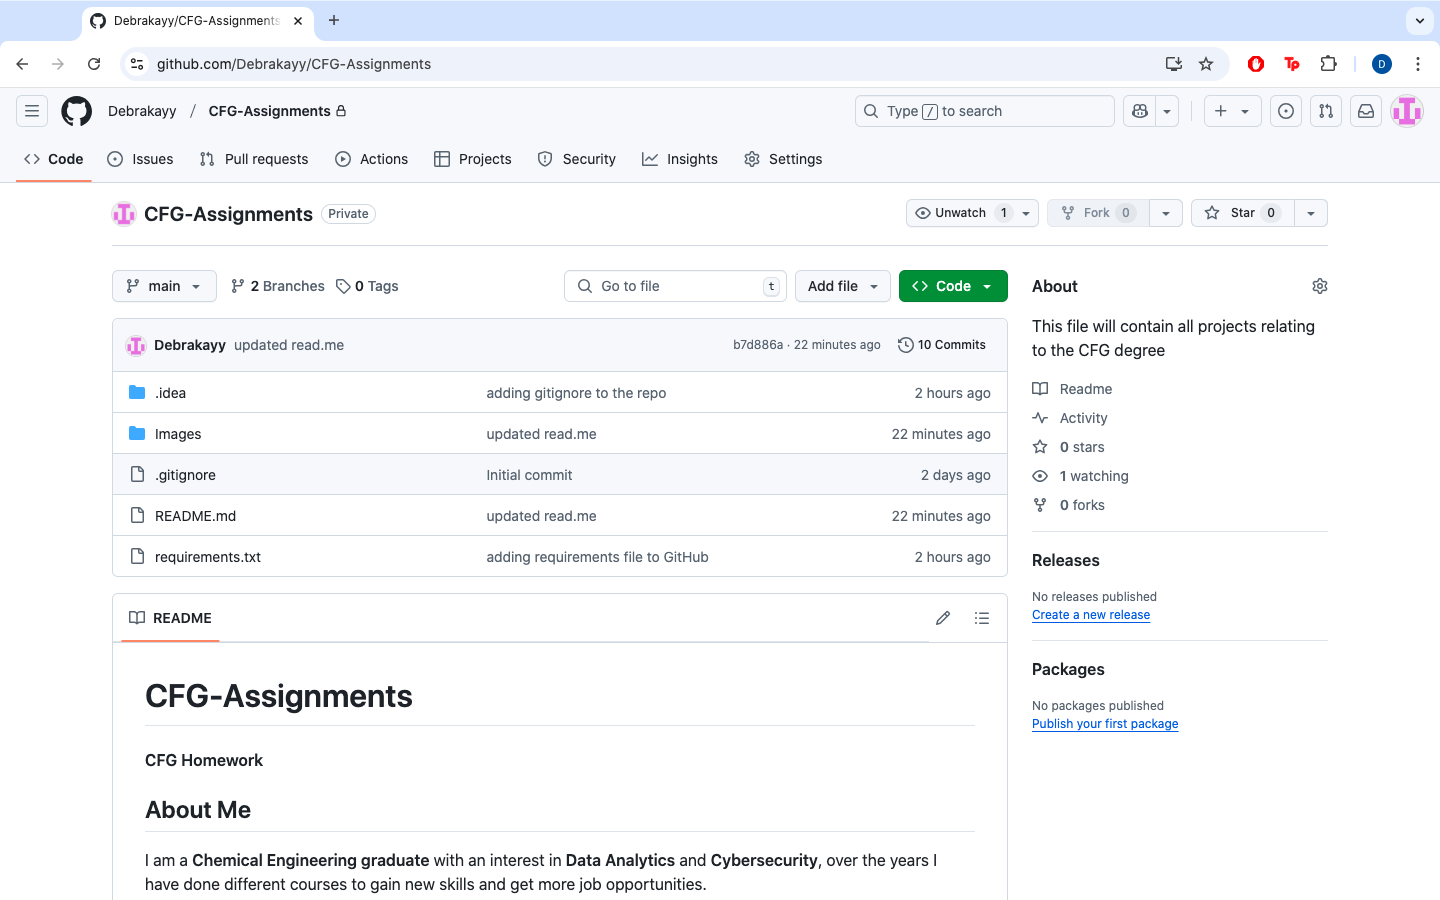 Debrakayy/CFG-Assignments
github.com/Debrakayy/CFG-Assignments
D
Debrakayy / CFG-Assignments
Type / to search
Code Issues Pull requests Actions Projects Security Insights Settings
CFG-Assignments Private
Unwatch 1 Fork 0 Star 0
main 2 Branches 0 Tags Go to file t Add file Code
Debrakayy updated read.me b7d886a · 22 minutes ago 10 Commits
.idea adding gitignore to the repo 2 hours ago
Images updated read.me 22 minutes ago
.gitignore Initial commit 2 days ago
README.md updated read.me 22 minutes ago
requirements.txt adding requirements file to GitHub 2 hours ago
README
CFG-Assignments
CFG Homework
About Me
I am a Chemical Engineering graduate with an interest in Data Analytics and Cybersecurity, over the years I
have done different courses to gain new skills and get more job opportunities.
About
This file will contain all projects relating
to the CFG degree
Readme
Activity
0 stars
1 watching
0 forks
Releases
No releases published
Create a new release
Packages
No packages published
Publish your first package